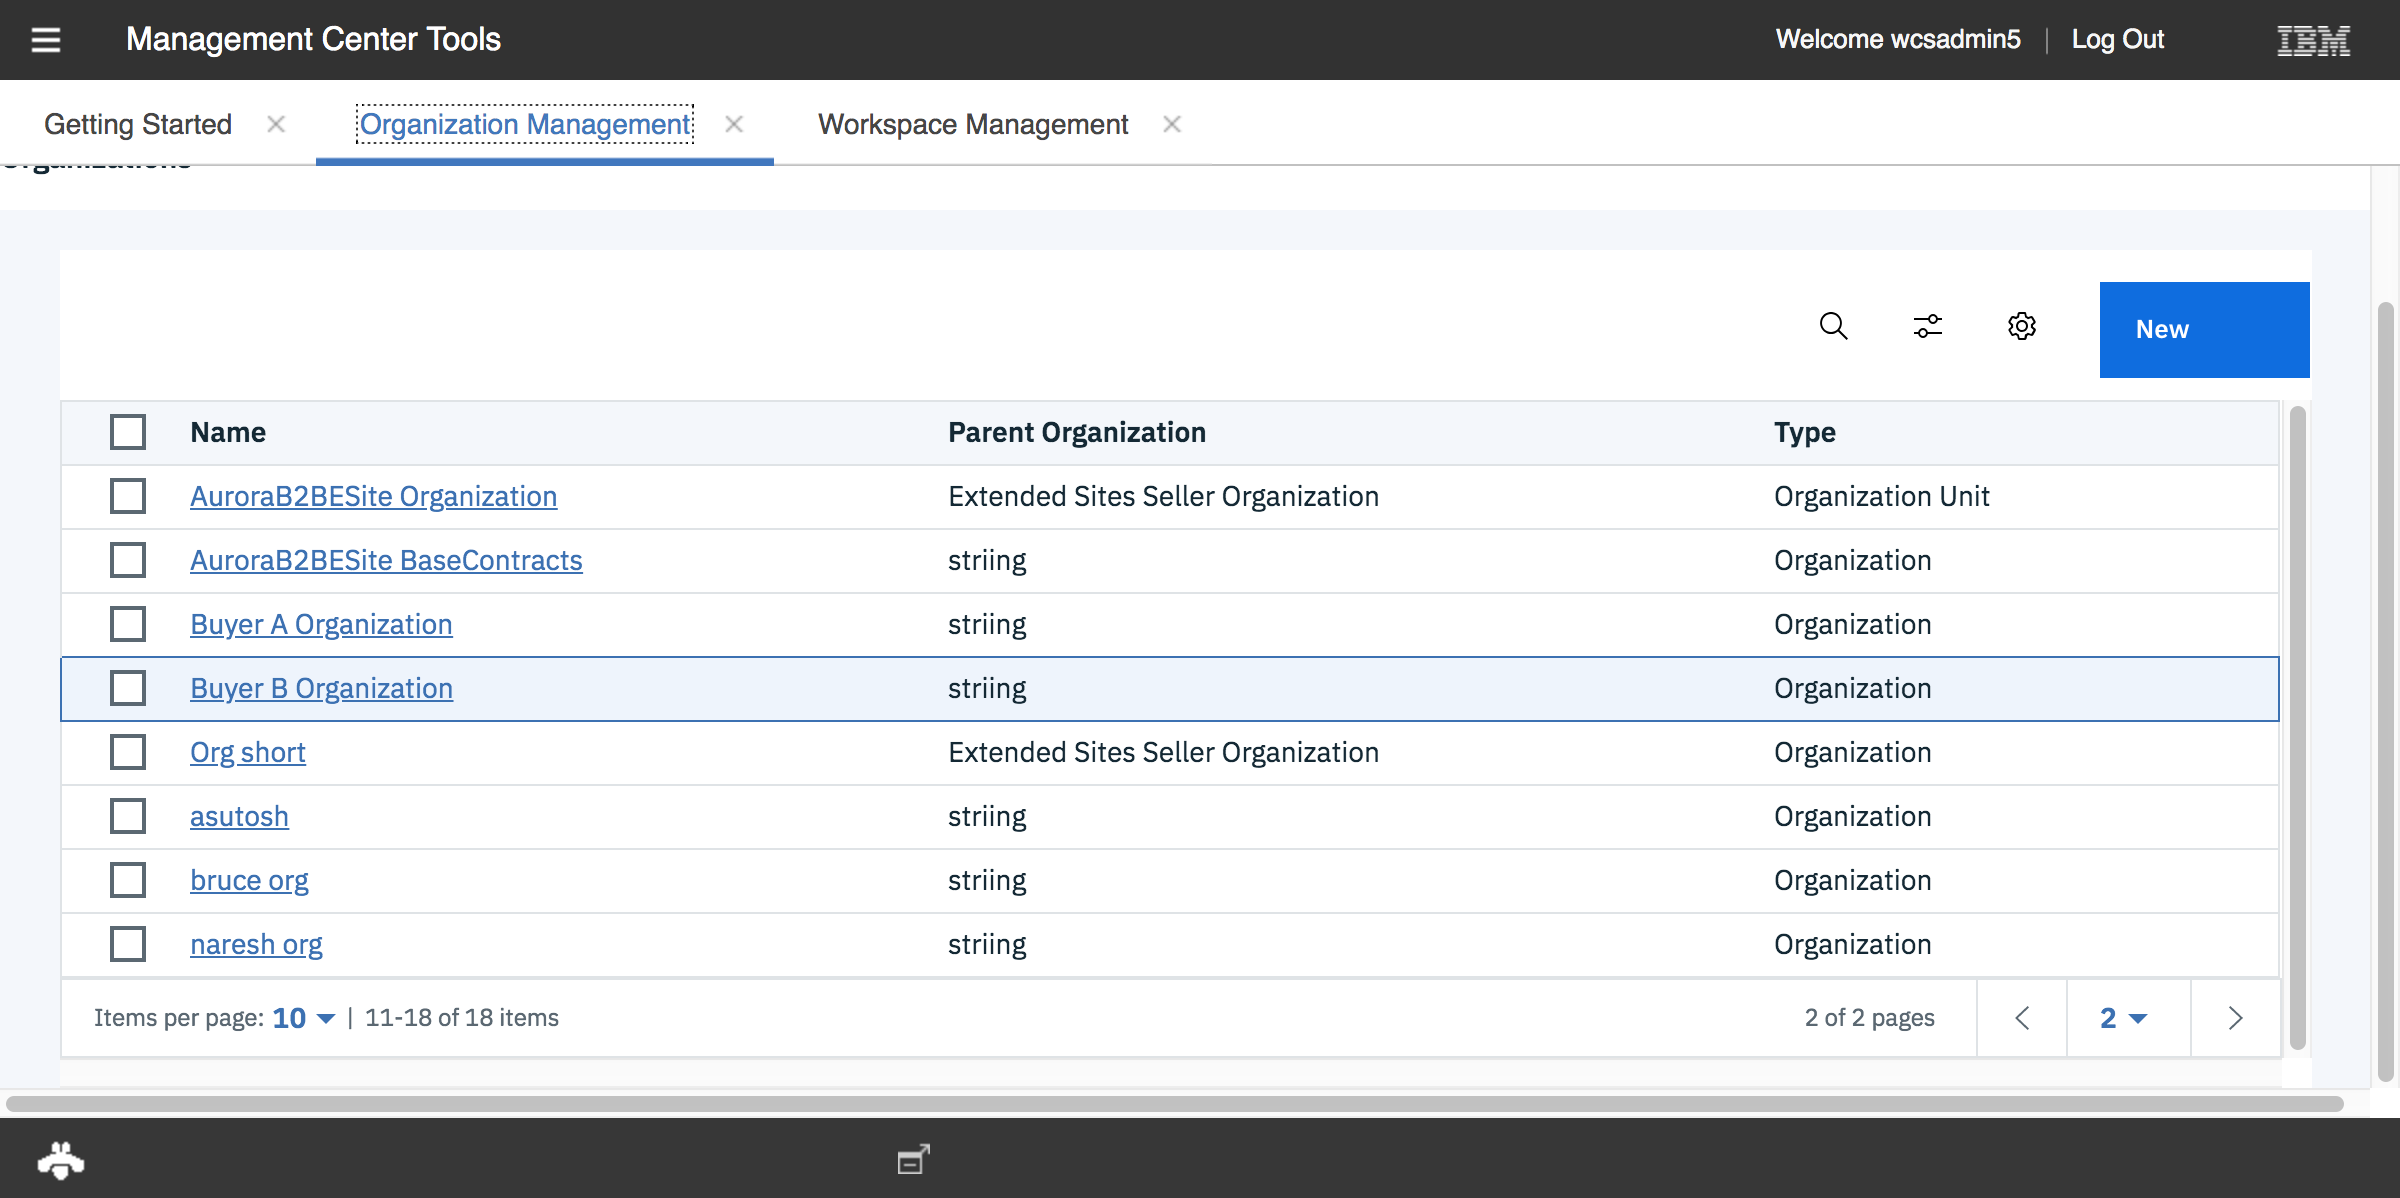 Management Center Tools Welcome wcsadmin5 | Log Out IBM
Getting Started Organization Management Workspace Management
Organizations
New
Name Parent Organization Type
AuroraB2BESite Organization Extended Sites Seller Organization Organization Unit
AuroraB2BESite BaseContracts striing Organization
Buyer A Organization striing Organization
Buyer B Organization striing Organization
Org short Extended Sites Seller Organization Organization
asutosh striing Organization
bruce org striing Organization
naresh org striing Organization
Items per page: 10 | 11-18 of 18 items 2 of 2 pages 2